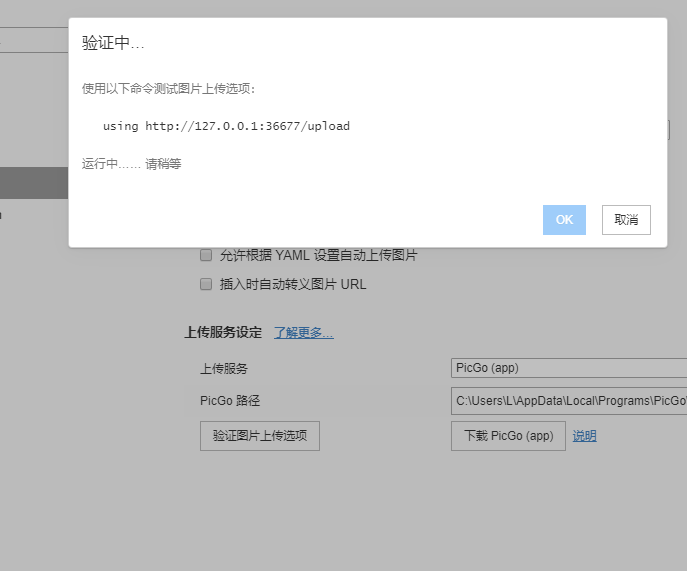 验证中...
使用以下命令测试图片上传选项:
using http://127.0.0.1:36677/upload
运行中…… 请稍等
OK 取消
允许根据 YAML 设置自动上传图片
插入时自动转义图片 URL
上传服务设定 了解更多...
上传服务 PicGo (app)
PicGo 路径 C:\Users\L\AppData\Local\Programs\PicGo\
验证图片上传选项 下载 PicGo (app) 说明